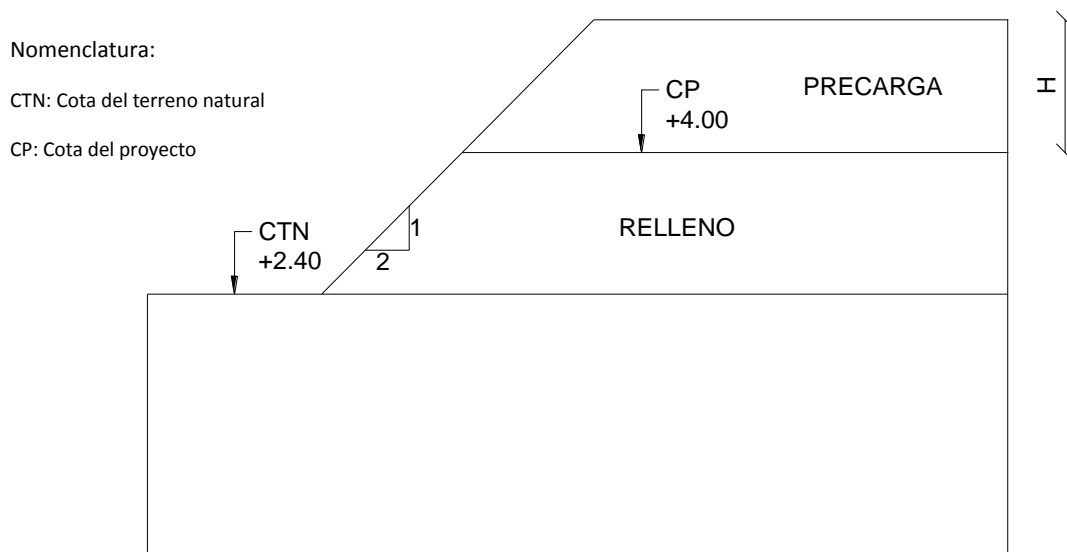 Nomenclatura:
CTN: Cota del terreno natural
CP: Cota del proyecto
PRECARGA
H
CP
+4.00
RELLENO
CTN
+2.40
1
2